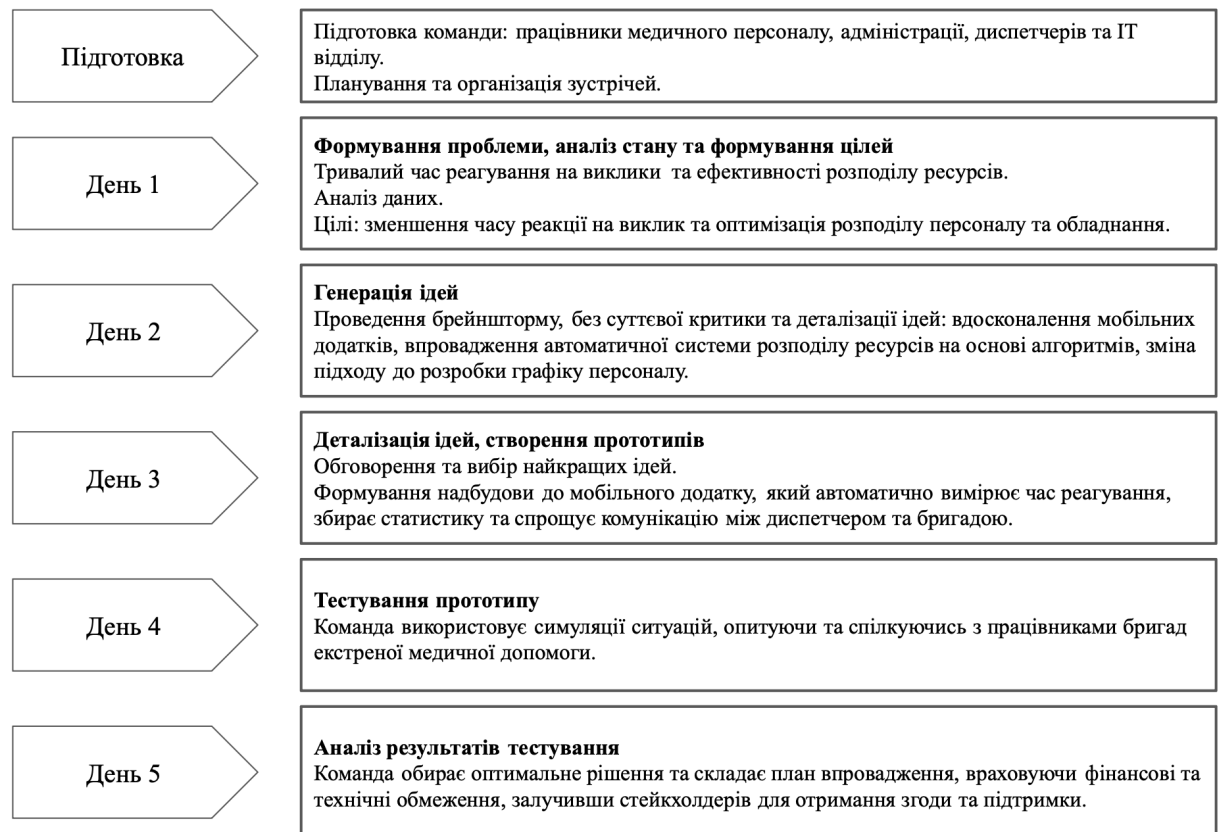 Підготовка
Підготовка команди: працівники медичного персоналу, адміністрації, диспетчерів та ІТ
відділу.
Планування та організація зустрічей.
День 1
Формування проблеми, аналіз стану та формування цілей
Тривалий час реагування на виклики та ефективності розподілу ресурсів.
Аналіз даних.
Цілі: зменшення часу реакції на виклик та оптимізація розподілу персоналу та обладнання.
День 2
Генерація ідей
Проведення брейншторму, без суттєвої критики та деталізації ідей: вдосконалення мобільних
додатків, впровадження автоматичної системи розподілу ресурсів на основі алгоритмів, зміна
підходу до розробки графіку персоналу.
День 3
Деталізація ідей, створення прототипів
Обговорення та вибір найкращих ідей.
Формування надбудови до мобільного додатку, який автоматично вимірює час реагування,
збирає статистику та спрощує комунікацію між диспетчером та бригадою.
День 4
Тестування прототипу
Команда використовує симуляції ситуацій, опитуючи та спілкуючись з працівниками бригад
екстреної медичної допомоги.
День 5
Аналіз результатів тестування
Команда обирає оптимальне рішення та складає план впровадження, враховуючи фінансові та
технічні обмеження, залучивши стейкхолдерів для отримання згоди та підтримки.